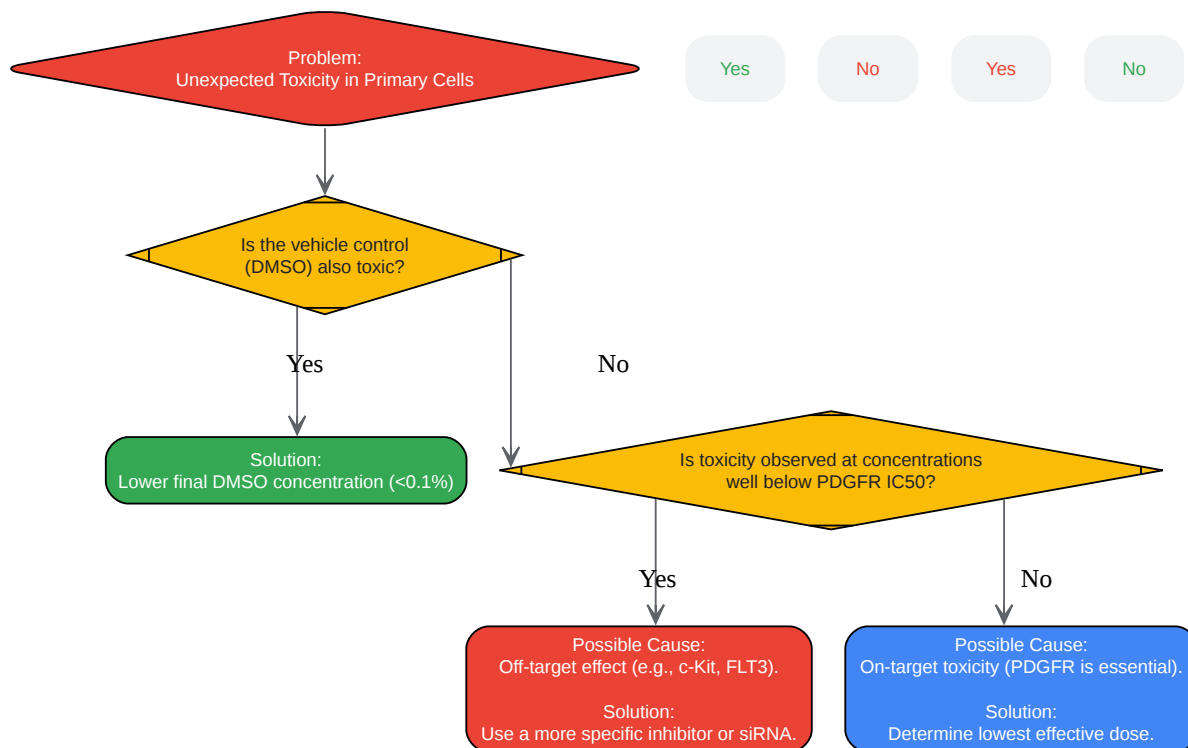 Problem:
Unexpected Toxicity in Primary Cells
Yes
No
Yes
No
Is the vehicle control
(DMSO) also toxic?
Yes
No
Solution:
Lower final DMSO concentration (<0.1%)
Is toxicity observed at concentrations
well below PDGFR IC50?
Yes
No
Possible Cause:
Off-target effect (e.g., c-Kit, FLT3).
Solution:
Use a more specific inhibitor or siRNA.
Possible Cause:
On-target toxicity (PDGFR is essential).
Solution:
Determine lowest effective dose.